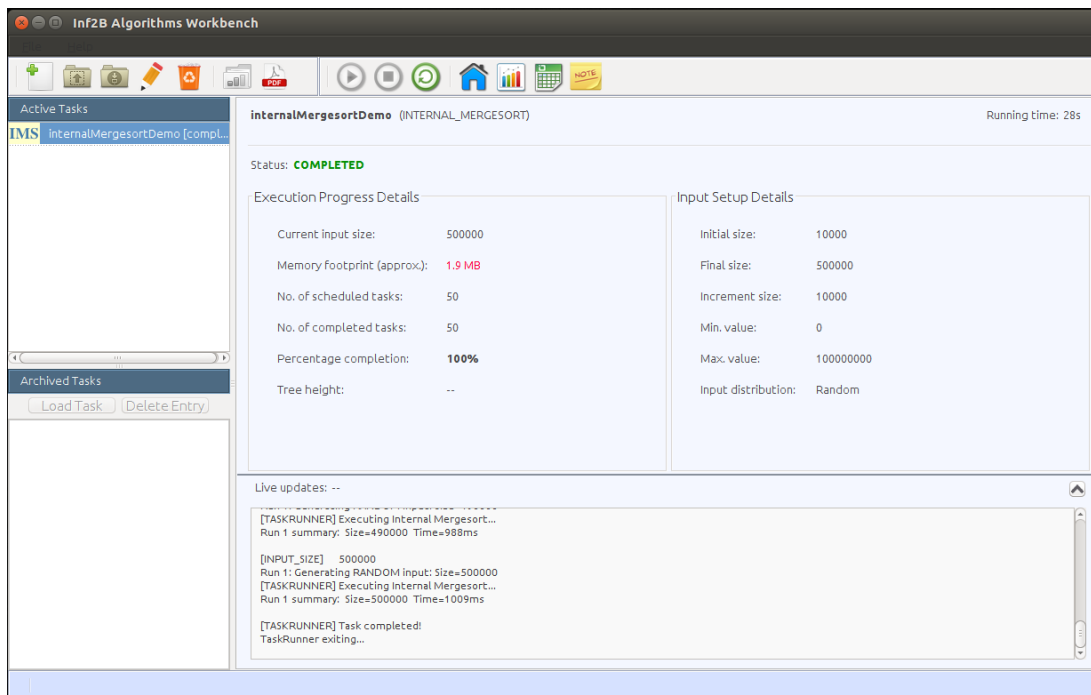 Inf2B Algorithms Workbench
File Help
PDF
NOTE
Active Tasks
IMS internalMergesortDemo [compl...
Archived Tasks
Load Task Delete Entry
internalMergesortDemo (INTERNAL_MERGESORT) Running time: 28s
Status: COMPLETED
Execution Progress Details
Current input size: 500000
Memory footprint (approx.): 1.9 MB
No. of scheduled tasks: 50
No. of completed tasks: 50
Percentage completion: 100%
Tree height: --
Input Setup Details
Initial size: 10000
Final size: 500000
Increment size: 10000
Min. value: 0
Max. value: 100000000
Input distribution: Random
Live updates: --
[TASKRUNNER] Executing Internal Mergesort...
Run 1 summary: Size=490000 Time=988ms
[INPUT_SIZE] 500000
Run 1: Generating RANDOM input: Size=500000
[TASKRUNNER] Executing Internal Mergesort...
Run 1 summary: Size=500000 Time=1009ms
[TASKRUNNER] Task completed!
TaskRunner exiting...